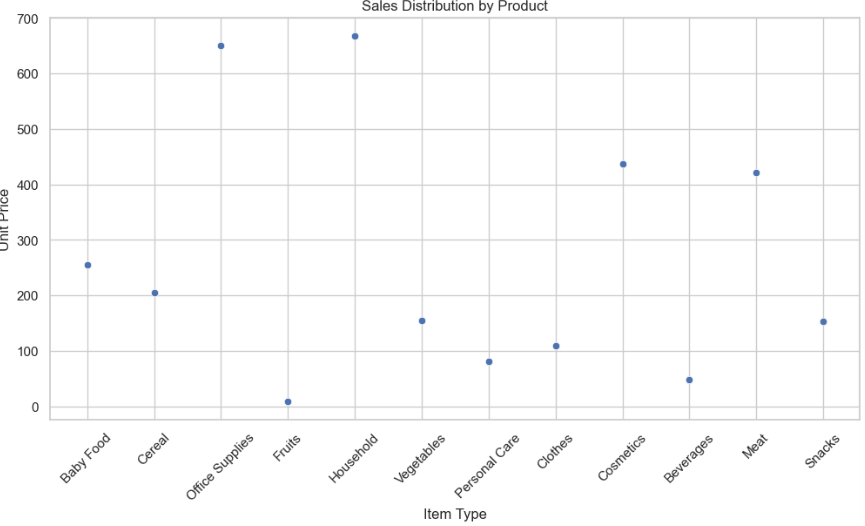 Sales Distribution by Product
700
600
500
400
300
200
100
0
Unit Price
Baby Food
Cereal
Office Supplies
Fruits
Household
Vegetables
Personal Care
Clothes
Cosmetics
Beverages
Meat
Snacks
Item Type